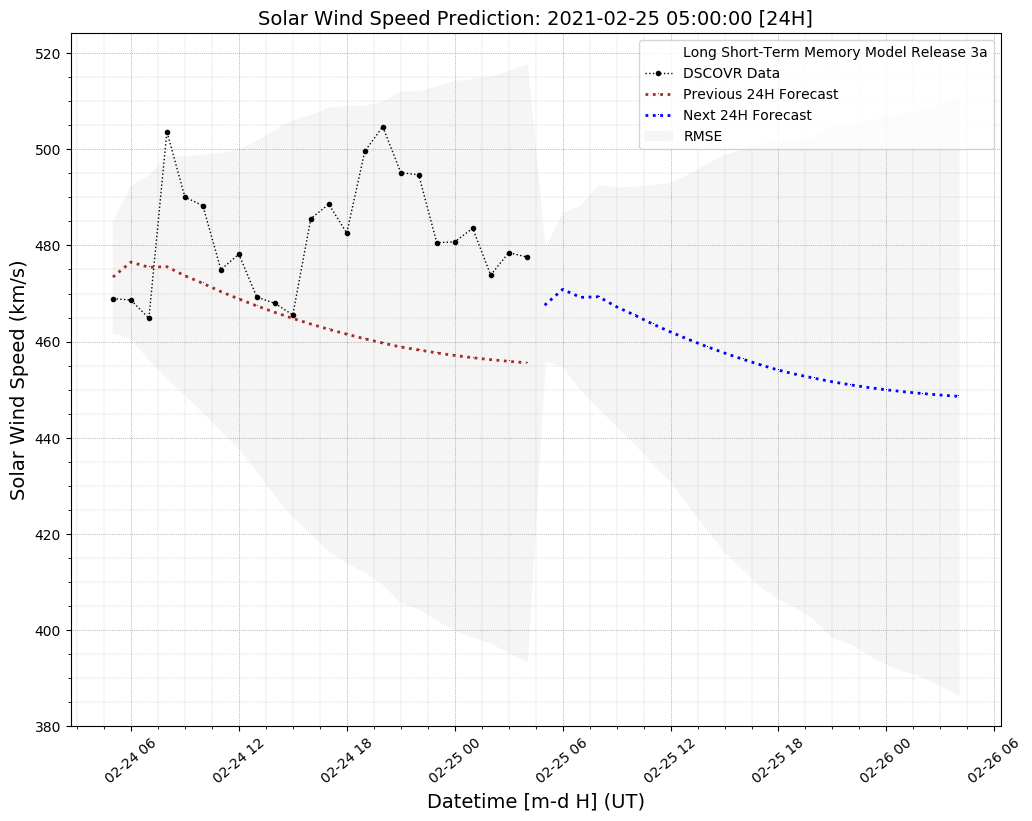 Solar Wind Speed Prediction: 2021-02-25 05:00:00 [24H]
Long Short-Term Memory Model Release 3a
DSCOVR Data
Previous 24H Forecast
Next 24H Forecast
RMSE
Solar Wind Speed (km/s)
520
500
480
460
440
420
400
380
02-24 06
02-24 12
02-24 18
02-25 00
02-25 06
02-25 12
02-25 18
02-26 00
02-26 06
Datetime [m-d H] (UT)